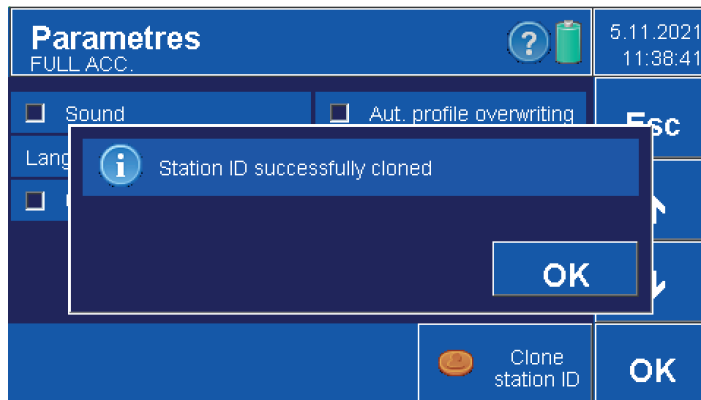 Parametres
FULL ACC.
?
5.11.2021
11:38:41
Sound
Aut. profile overwriting
Esc
Lang
i
Station ID successfully cloned
OK
Clone
station ID
OK